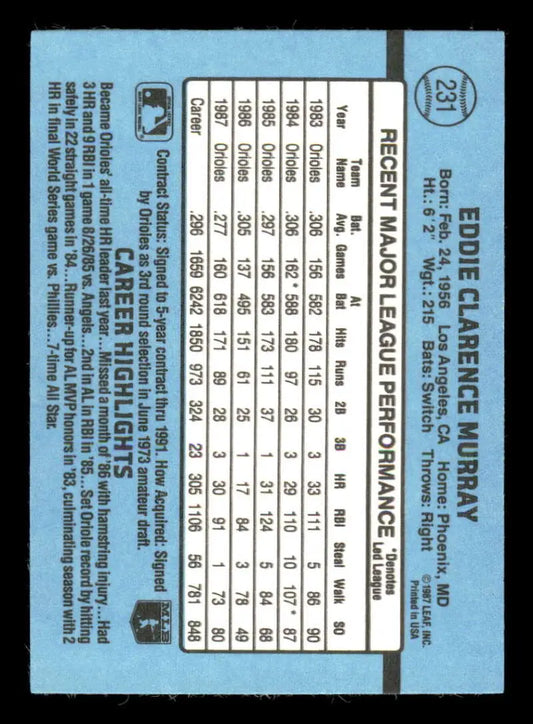 231
EDDIE CLARENCE MURRAY
Born: Feb. 24, 1956 Los Angeles, CA Home: Phoenix, MD
Ht.: 6' 2" Wgt.: 215 Bats: Switch Throws: Right
©1987 LEAF, INC.
Printed in USA
RECENT MAJOR LEAGUE PERFORMANCE *Denotes Led League
Year Team Name Bat. Avg. Games At Bat Hits Runs 2B 3B HR RBI Steal Walk SO
1983 Orioles .306 156 582 178 115 30 3 33 111 5 86 90
1984 Orioles .306 162* 588 180 97 26 3 29 110 10 107* 87
1985 Orioles .297 156 583 173 111 37 1 31 124 5 84 68
1986 Orioles .305 137 495 151 61 25 1 17 84 3 78 49
1987 Orioles .277 160 618 171 89 28 3 30 91 1 73 80
Career .296 1659 6242 1850 973 324 23 305 1106 56 781 848
Contract Status: Signed to 5-year contract thru 1991. How Acquired: Signed
by Orioles as 3rd round selection in June 1973 amateur draft.
MLB
CAREER HIGHLIGHTS
Became Orioles' all-time HR leader last year...Missed a month of '86 with hamstring injury...Had
3 HR and 9 RBI in 1 game 8/26/85 vs. Angels...2nd in AL in RBI in '85...Set Oriole record by hitting
safely in 22 straight games in '84...Runner-up for AL MVP honors in '83, culminating season with 2
HR in final World Series game vs. Phillies...7-time All Star.